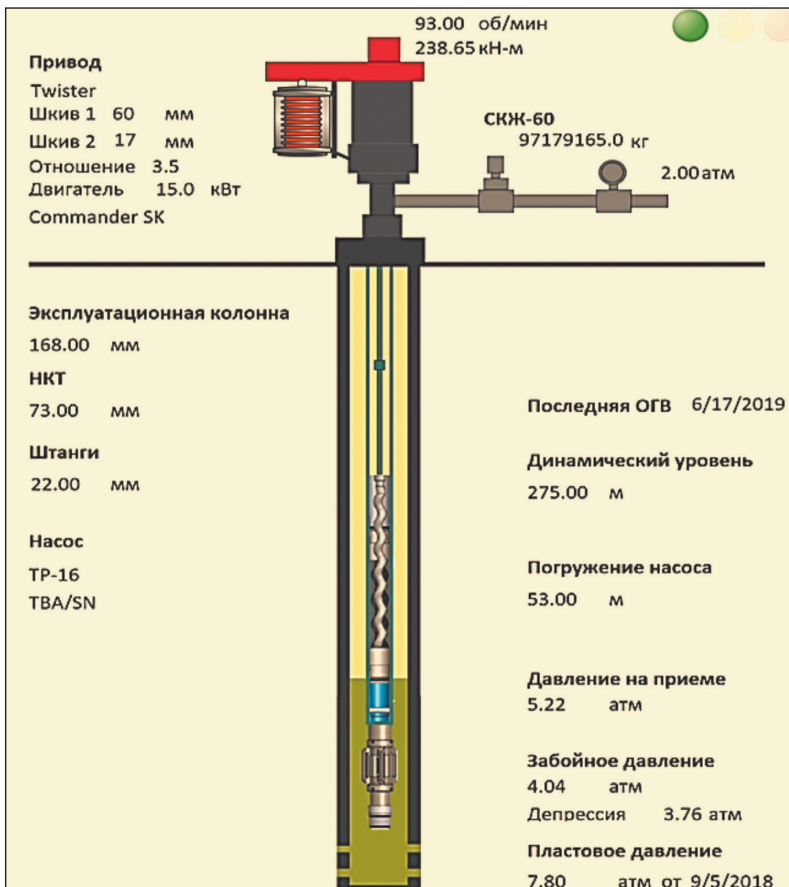 93.00 об/мин
238.65 кН-м
Привод
Twister
Шкив 1 60 мм
Шкив 2 17 мм
Отношение 3.5
Двигатель 15.0 кВт
Commander SK
СКЖ-60
97179165.0 кг
2.00 атм
Эксплуатационная колонна
168.00 мм
НКТ
73.00 мм
Штанги
22.00 мм
Насос
TP-16
TBA/SN
Последняя ОГВ 6/17/2019
Динамический уровень
275.00 м
Погружение насоса
53.00 м
Давление на приеме
5.22 атм
Забойное давление
4.04 атм
Депрессия 3.76 атм
Пластовое давление
7.80 атм от 9/5/2018